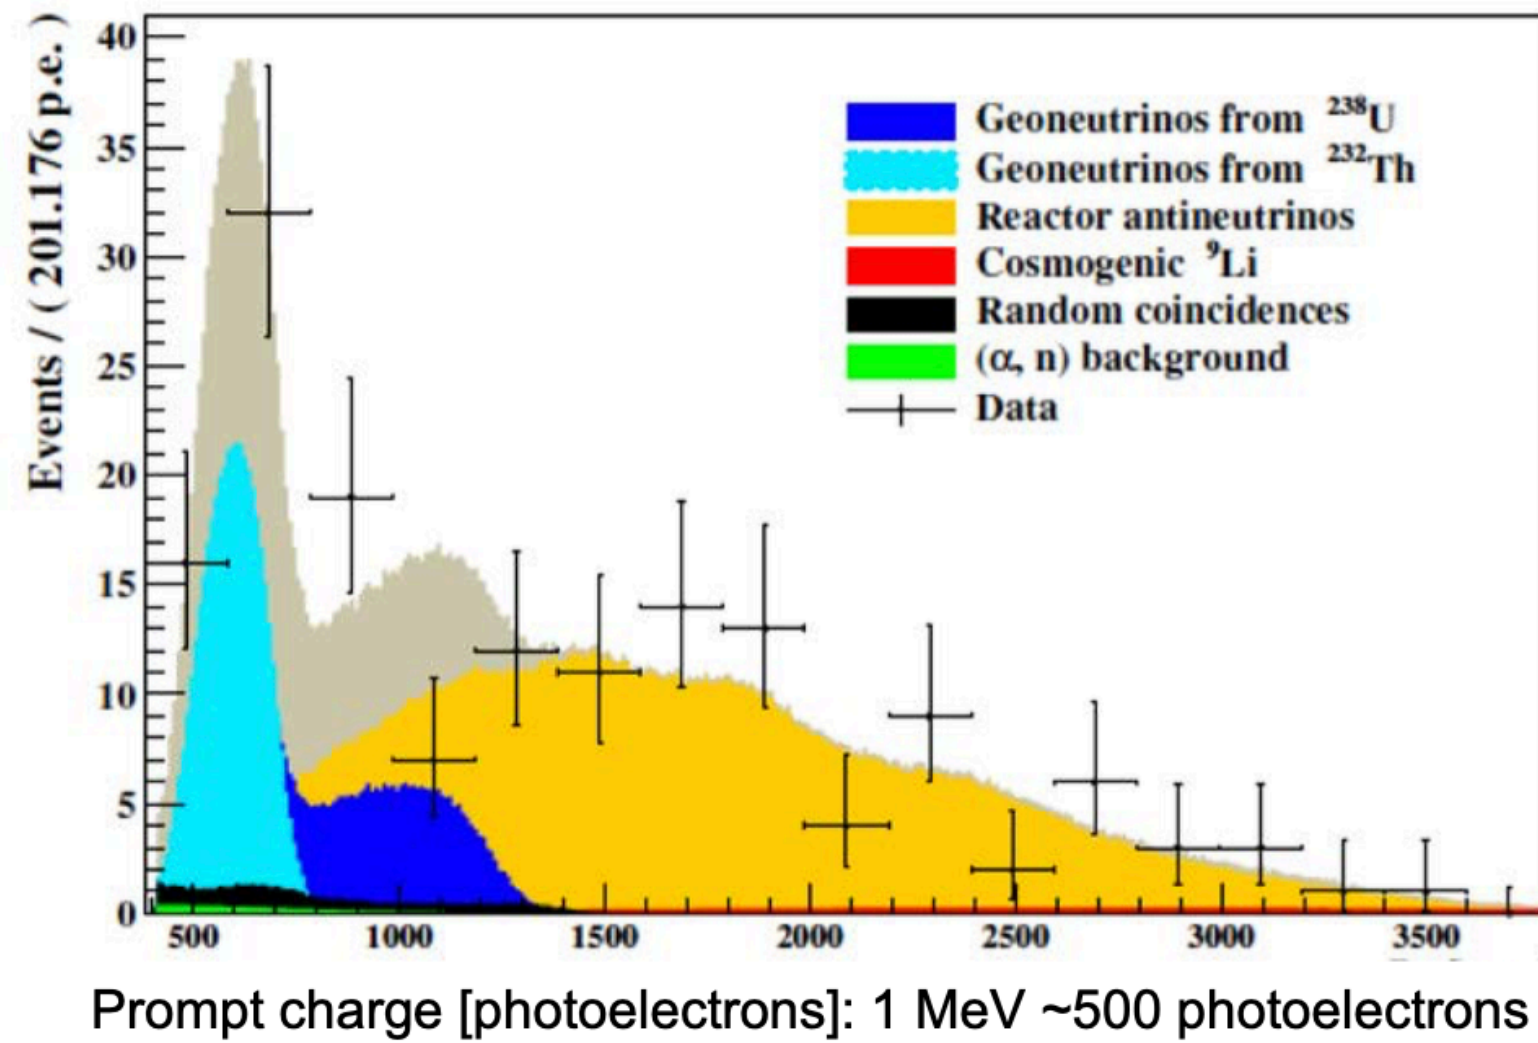 Events / ( 201.176 p.e. )
40
35
30
25
20
15
10
5
0
Geoneutrinos from ²³⁸U
Geoneutrinos from ²³²Th
Reactor antineutrinos
Cosmogenic ⁹Li
Random coincidences
(α, n) background
Data
500 1000 1500 2000 2500 3000 3500
Prompt charge [photoelectrons]: 1 MeV ~500 photoelectrons